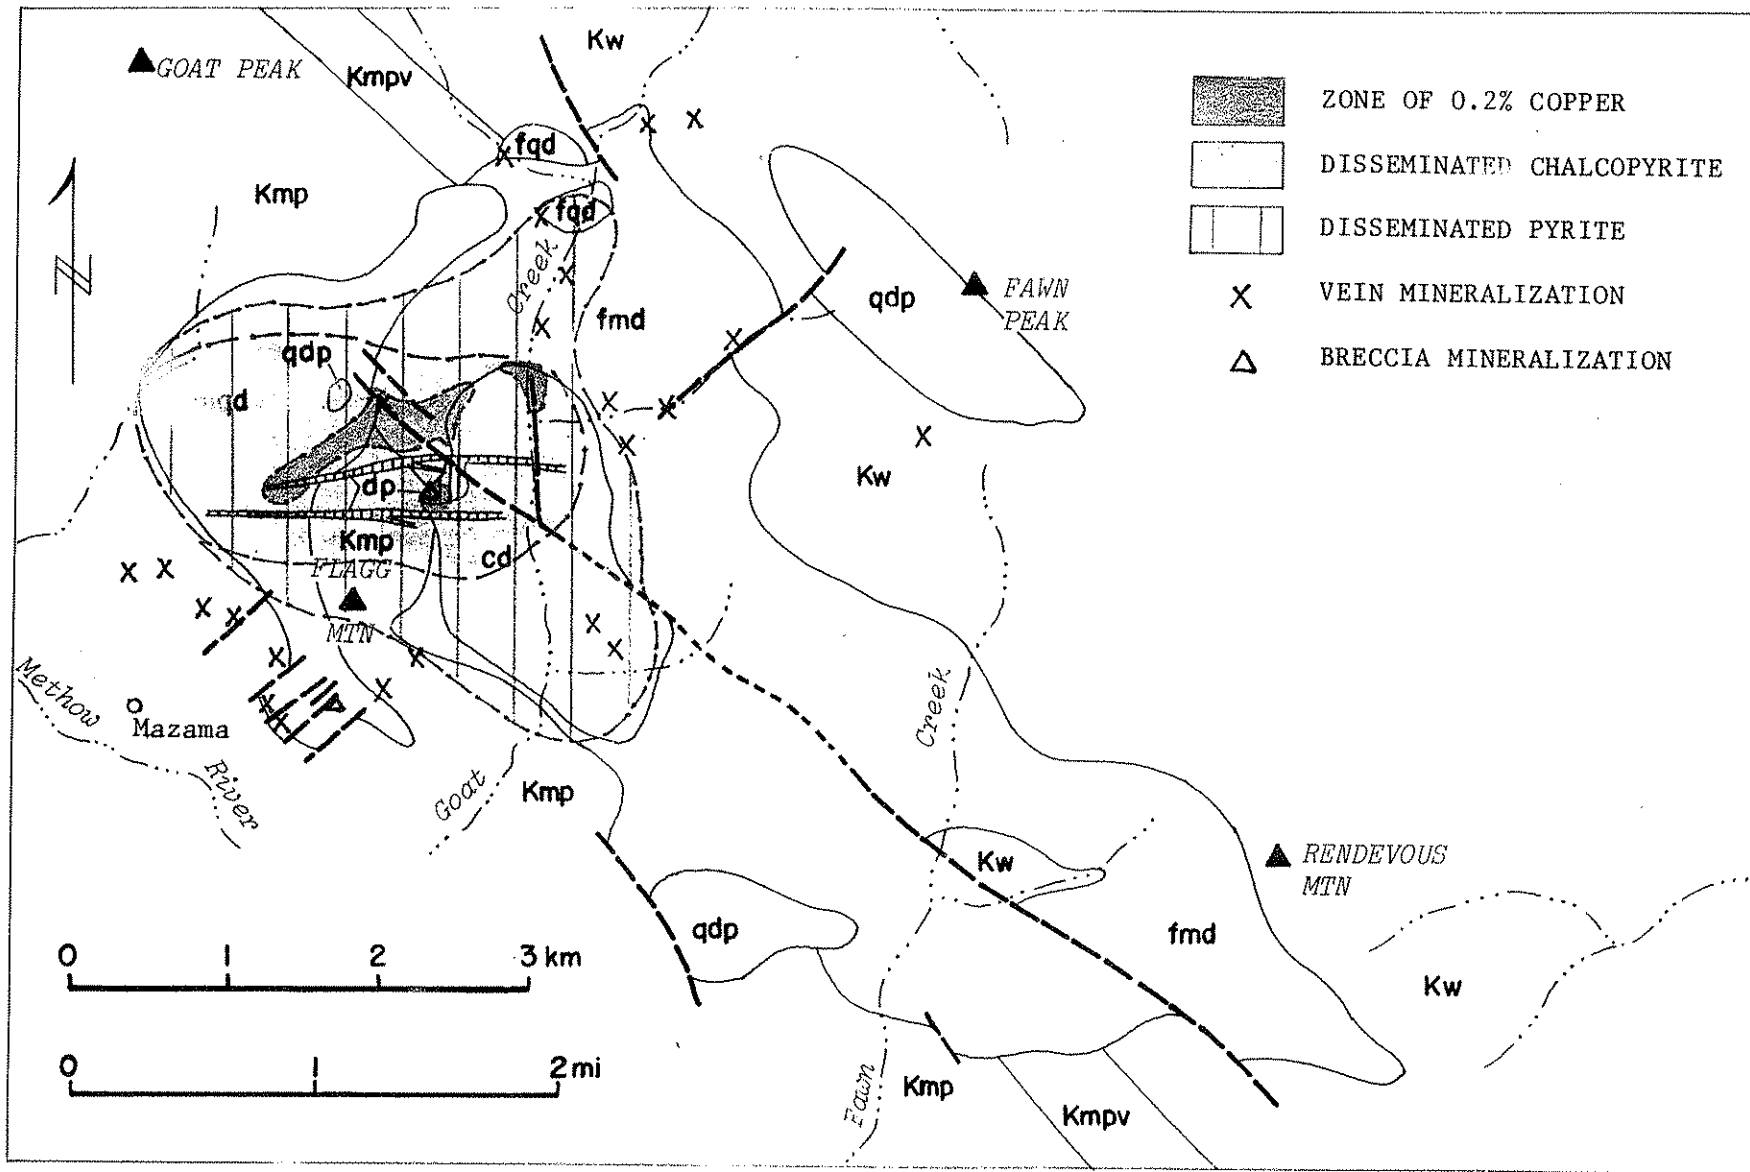 Kw
GOAT PEAK
Kmpv
ZONE OF 0.2% COPPER
fqd
DISSEMINATED CHALCOPYRITE
Kmp
N
fqd
DISSEMINATED PYRITE
Creek
FAWN
PEAK
qdp
VEIN MINERALIZATION
fmd
qdp
BRECCIA MINERALIZATION
qd
Kw
dp
Kmp
cd
FLAGG
MTN
Methow
River
Mazama
Creek
Goat
Kmp
Kw
RENDEVOUS
MTN
qdp
fmd
0 1 2 3 km
Kw
0 1 2 mi
Fawn
Kmp
Kmpv